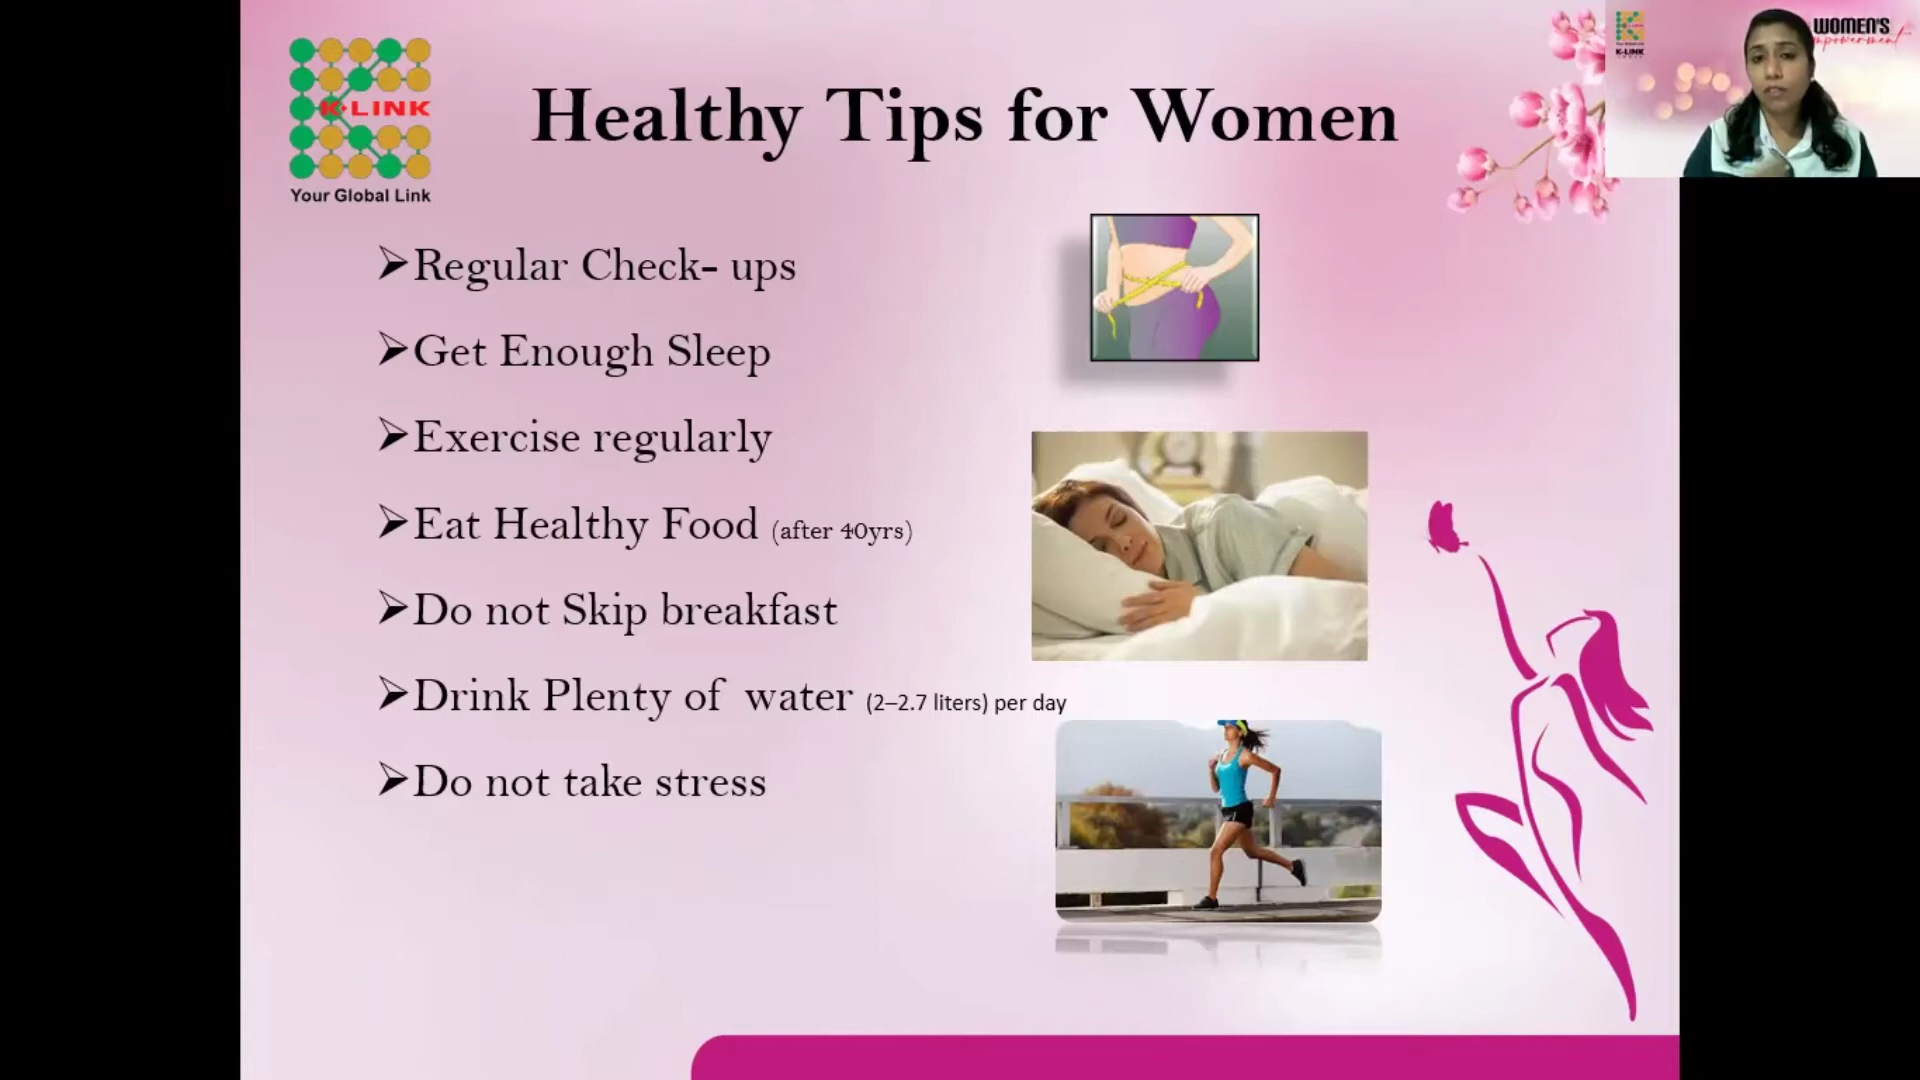 K-LINK
Your Global Link
Healthy Tips for Women
Regular Check- ups
Get Enough Sleep
Exercise regularly
Eat Healthy Food (after 40yrs)
Do not Skip breakfast
Drink Plenty of water (2–2.7 liters) per day
Do not take stress
K-LINK
WOMEN'S